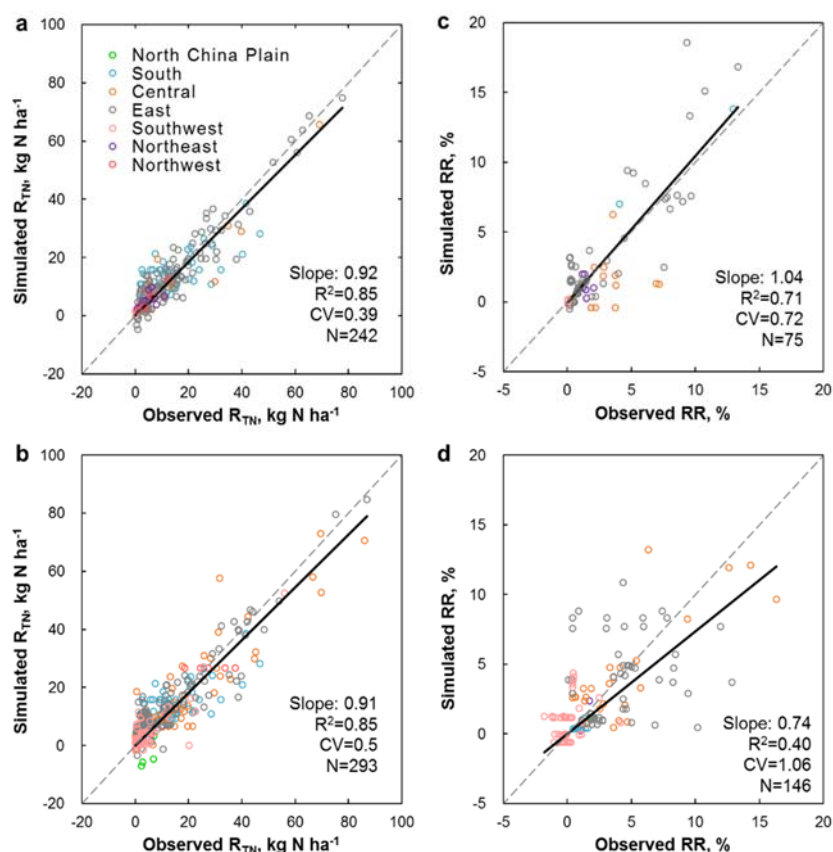 a
100
80
60
40
20
0
-20
Simulated R_TN, kg N ha⁻¹
North China Plain
South
Central
East
Southwest
Northeast
Northwest
Slope: 0.92
R²=0.85
CV=0.39
N=242
-20 0 20 40 60 80 100
Observed R_TN, kg N ha⁻¹
c
20
15
10
5
0
-5
Simulated RR, %
Slope: 1.04
R²=0.71
CV=0.72
N=75
-5 0 5 10 15 20
Observed RR, %
b
100
80
60
40
20
0
-20
Simulated R_TN, kg N ha⁻¹
Slope: 0.91
R²=0.85
CV=0.5
N=293
-20 0 20 40 60 80 100
Observed R_TN, kg N ha⁻¹
d
20
15
10
5
0
-5
Simulated RR, %
Slope: 0.74
R²=0.40
CV=1.06
N=146
-5 0 5 10 15 20
Observed RR, %